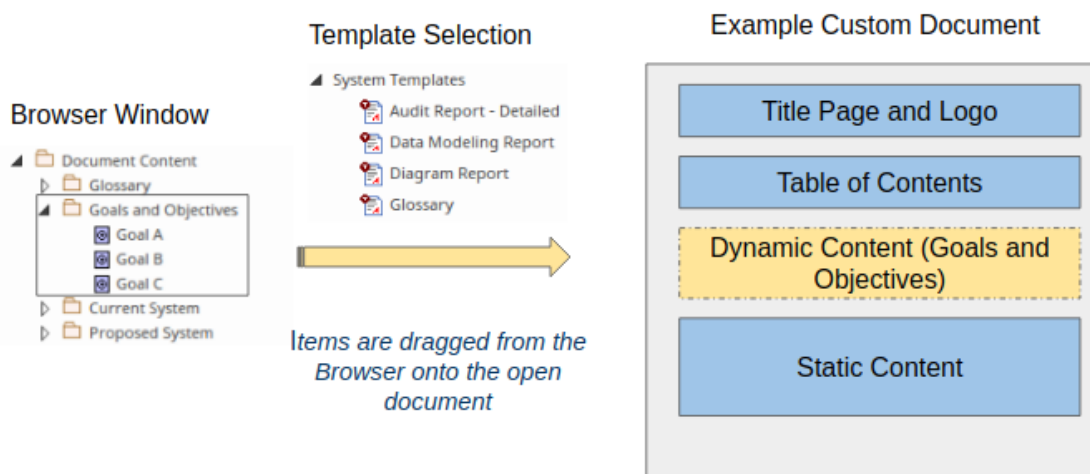 Browser Window
Document Content
Glossary
Goals and Objectives
Goal A
Goal B
Goal C
Current System
Proposed System
Template Selection
System Templates
Audit Report - Detailed
Data Modeling Report
Diagram Report
Glossary
Items are dragged from the
Browser onto the open
document
Example Custom Document
Title Page and Logo
Table of Contents
Dynamic Content (Goals and
Objectives)
Static Content